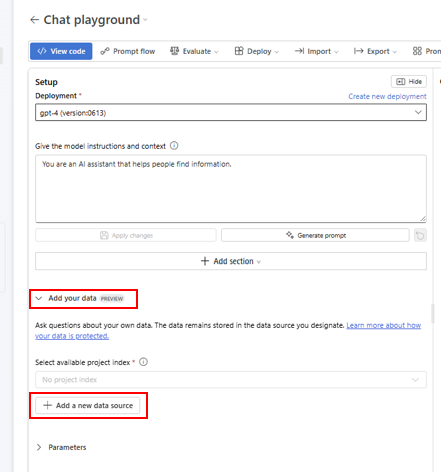 Chat playground
View code Prompt flow Evaluate Deploy Import Export Pron
Setup Hide
Deployment * Create new deployment
gpt-4 (version:0613)
Give the model instructions and context
You are an AI assistant that helps people find information.
Apply changes Generate prompt
Add section
Add your data PREVIEW
Ask questions about your own data. The data remains stored in the data source you designate. Learn more about how
your data is protected.
Select available project index *
No project index
Add a new data source
Parameters